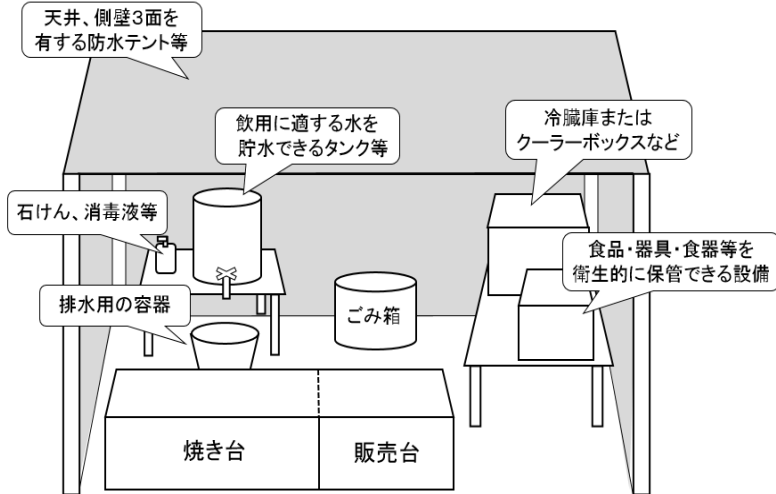 天井、側壁３面を
有する防水テント等
飲用に適する水を
貯水できるタンク等
冷蔵庫または
クーラーボックスなど
石けん、消毒液等
食品・器具・食器等を
衛生的に保管できる設備
排水用の容器
ごみ箱
焼き台
販売台